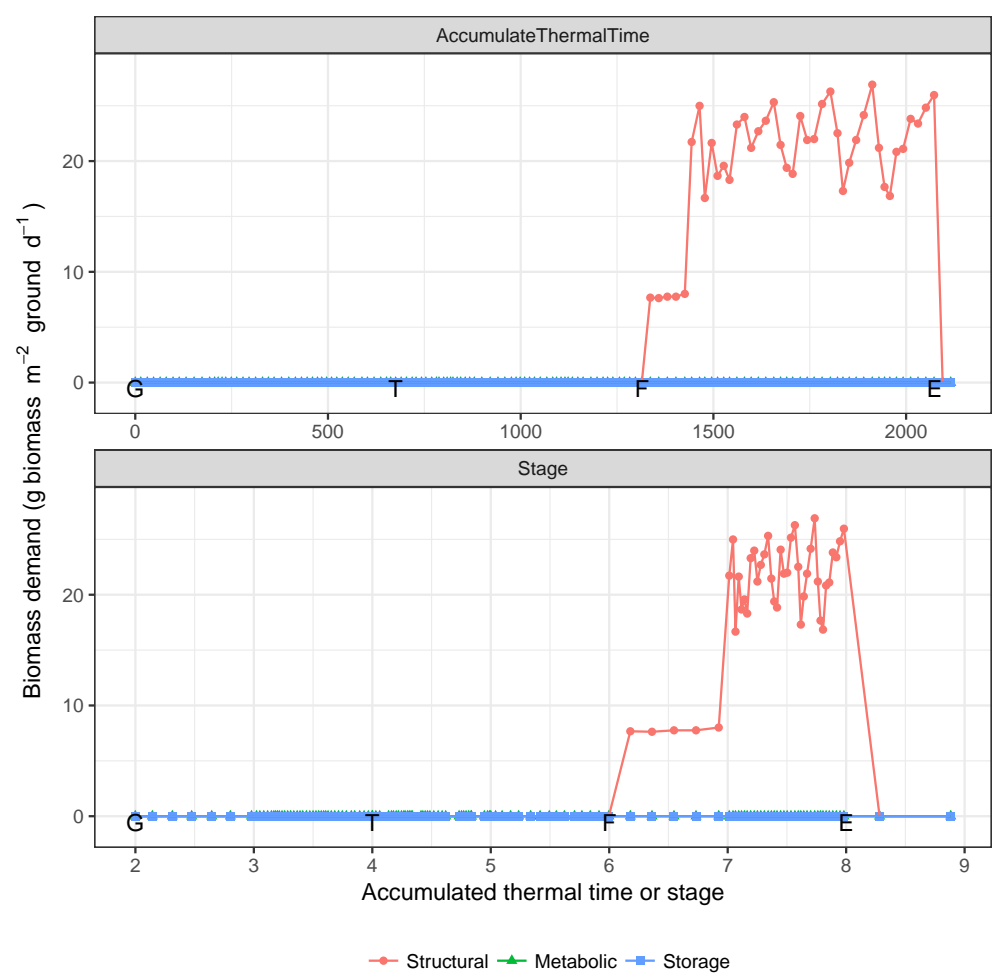 AccumulateThermalTime
20
10
0
G T F E
0 500 1000 1500 2000
Biomass demand (g biomass m⁻² ground d⁻¹ )
Stage
20
10
0
G T F E
2 3 4 5 6 7 8 9
Accumulated thermal time or stage
Structural Metabolic Storage